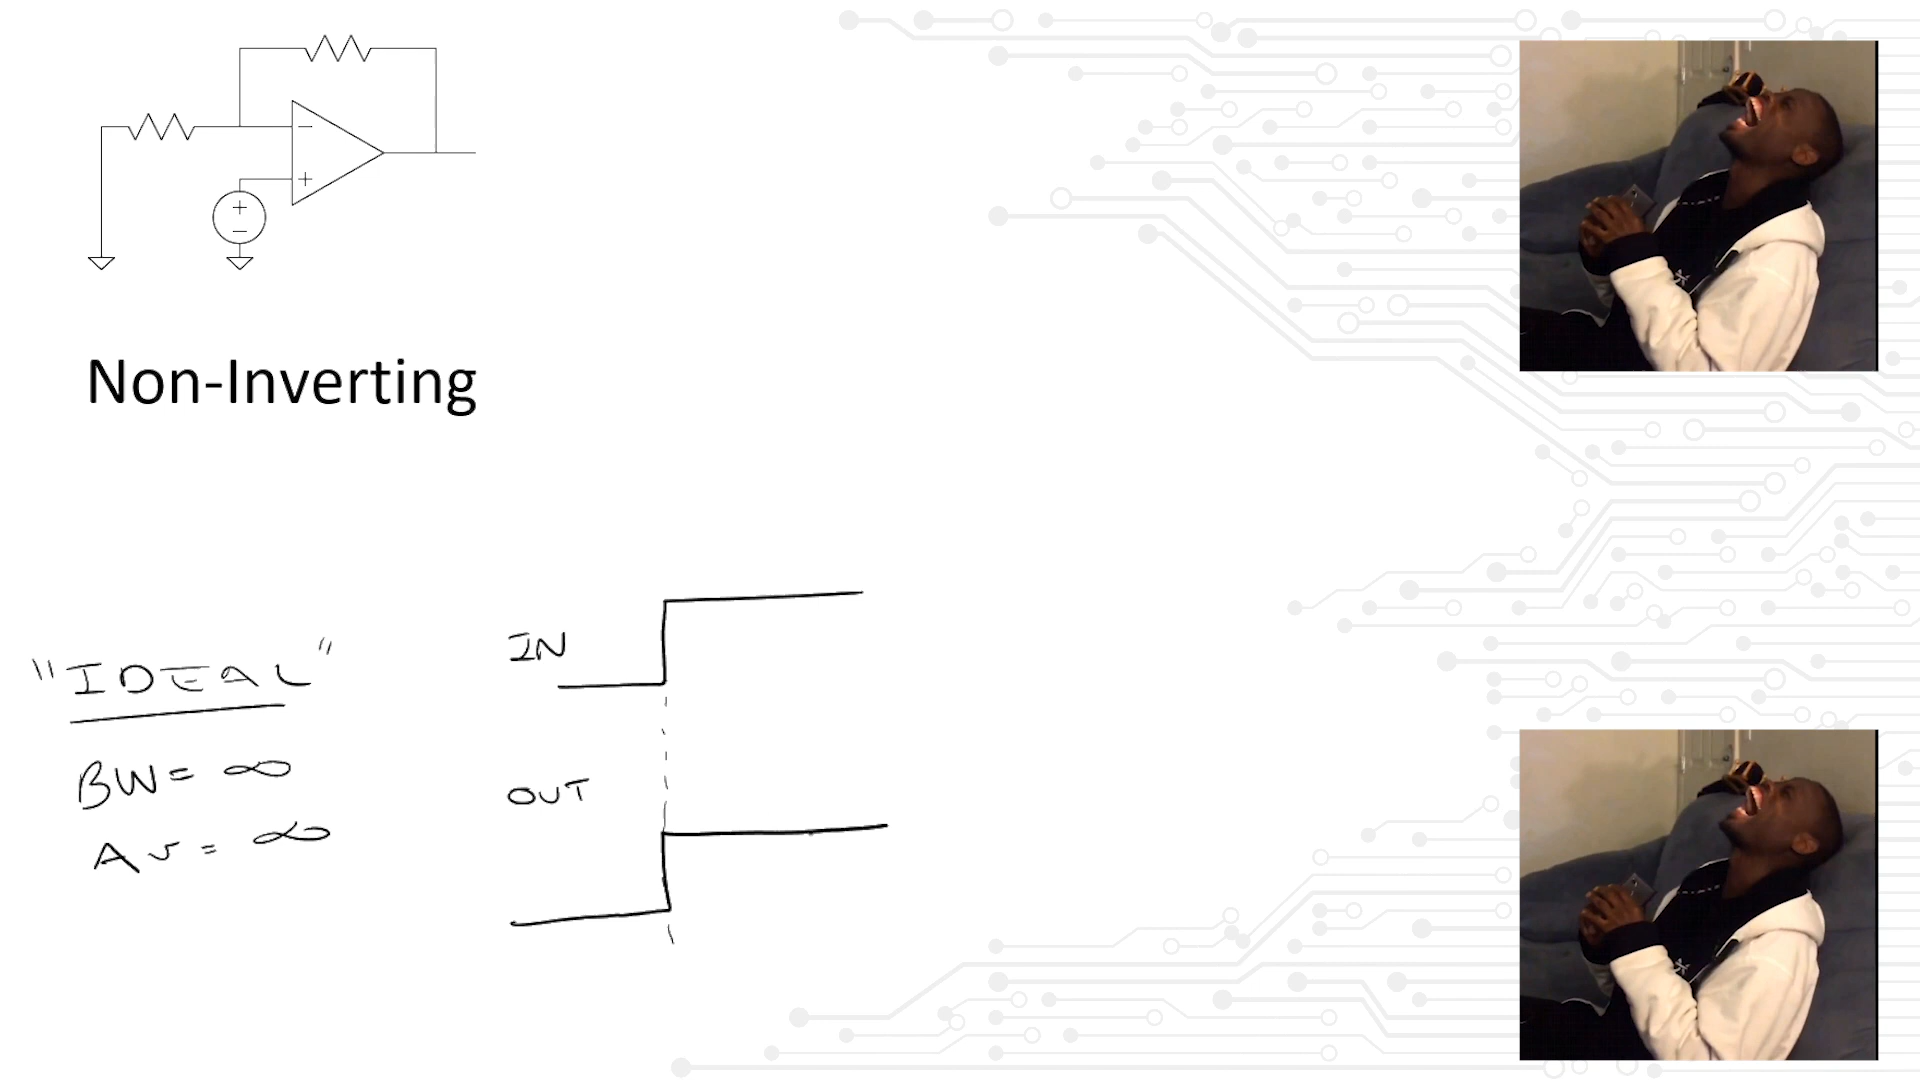 Non-Inverting
"IDEAL"
BW= ∞
Av= ∞
IN
OUT